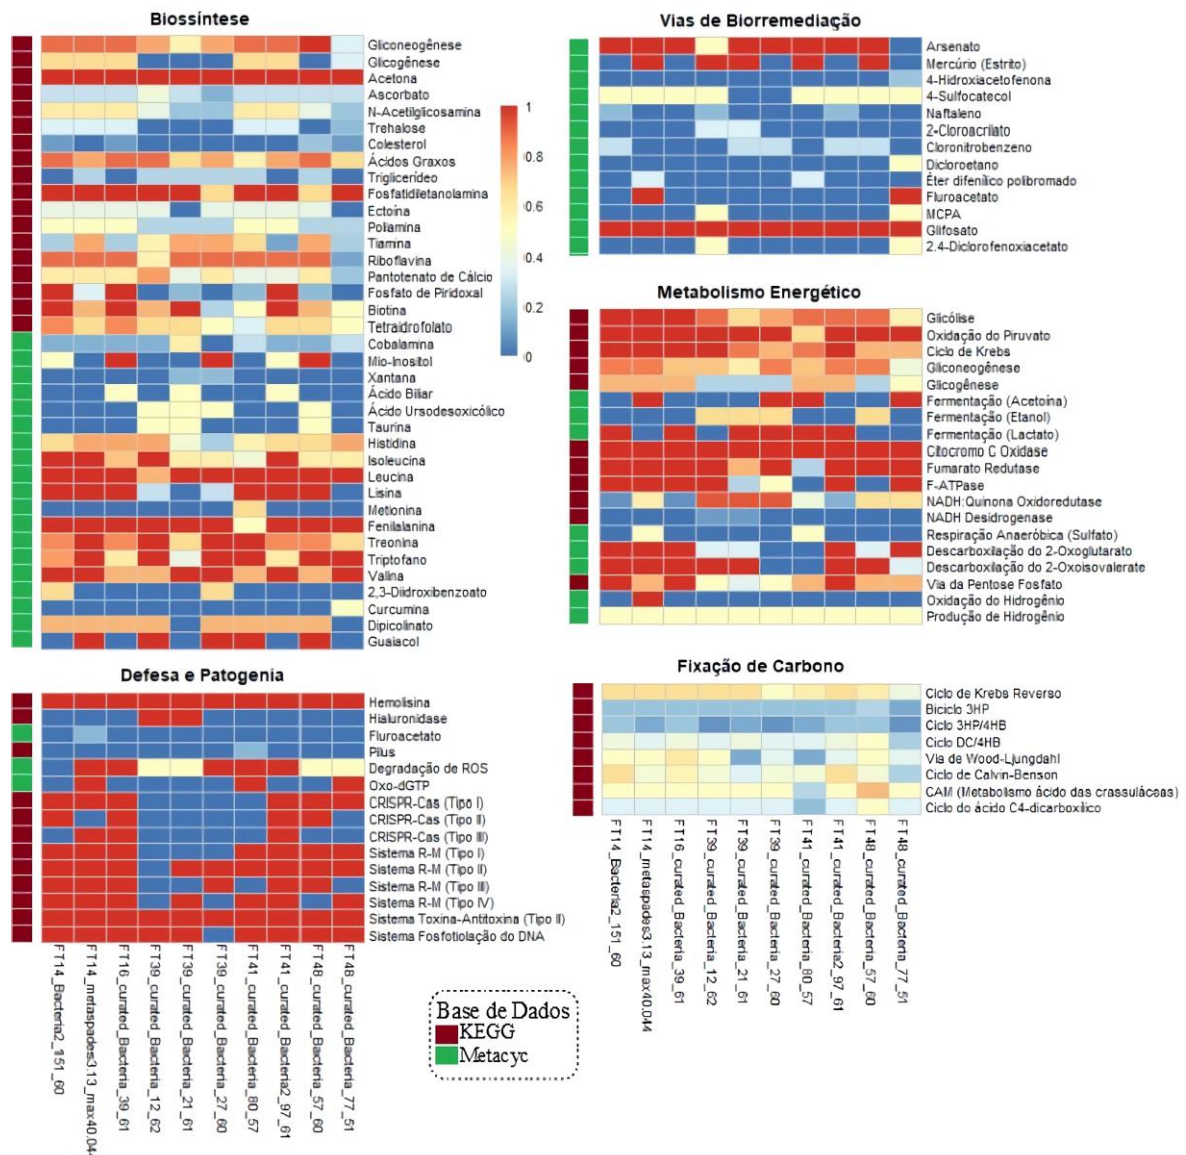 Biossíntese
Gliconeogênese
Glicogênese
Acetona
Ascorbato
N-Acetilglicosamina
Trehalose
Colesterol
Ácidos Graxos
Triglicerídeo
Fosfatidiletanolamina
Ectoína
Poliamina
Tiamina
Riboflavina
Pantotenato de Cálcio
Fosfato de Piridoxal
Biotina
Tetraidrofolato
Cobalamina
Mio-Inositol
Xantana
Ácido Biliar
Ácido Ursodesoxicólico
Taurina
Histidina
Isoleucina
Leucina
Lisina
Metionina
Fenilalanina
Treonina
Triptofano
Valina
2,3-Diidroxibenzoato
Curcumina
Dipicolinato
Guaiacol
1
0.8
0.6
0.4
0.2
0
Defesa e Patogenia
Hemolisina
Hialuronidase
Fluroacetato
Pilus
Degradação de ROS
Oxo-dGTP
CRISPR-Cas (Tipo I)
CRISPR-Cas (Tipo II)
CRISPR-Cas (Tipo III)
Sistema R-M (Tipo I)
Sistema R-M (Tipo II)
Sistema R-M (Tipo III)
Sistema R-M (Tipo IV)
Sistema Toxina-Antitoxina (Tipo II)
Sistema Fosfotiolação do DNA
FT14_Bacteria2_151_60
FT14_metaspades3.13_max40.044
FT16_curated_Bacteria_39_61
FT39_curated_Bacteria_12_62
FT39_curated_Bacteria_21_61
FT39_curated_Bacteria_27_60
FT41_curated_Bacteria_80_57
FT41_curated_Bacteria2_97_61
FT48_curated_Bacteria_57_60
FT48_curated_Bacteria_77_51
Vias de Biorremediação
Arsenato
Mercúrio (Estrito)
4-Hidroxiacetofenona
4-Sulfocatecol
Naftaleno
2-Cloroacrilato
Cloronitrobenzeno
Dicloroetano
Éter difenílico polibromado
Fluroacetato
MCPA
Glifosato
2.4-Diclorofenoxiacetato
Metabolismo Energético
Glicólise
Oxidação do Piruvato
Ciclo de Krebs
Gliconeogênese
Glicogênese
Fermentação (Acetoína)
Fermentação (Etanol)
Fermentação (Lactato)
Citocromo C Oxidase
Fumarato Redutase
F-ATPase
NADH:Quinona Oxidoredutase
NADH Desidrogenase
Respiração Anaeróbica (Sulfato)
Descarboxilação do 2-Oxoglutarato
Descarboxilação do 2-Oxoisovalerate
Via da Pentose Fosfato
Oxidação do Hidrogênio
Produção de Hidrogênio
Fixação de Carbono
Ciclo de Krebs Reverso
Biciclo 3HP
Ciclo 3HP/4HB
Ciclo DC/4HB
Via de Wood-Ljungdahl
Ciclo de Calvin-Benson
CAM (Metabolismo ácido das crassuláceas)
Ciclo do ácido C4-dicarboxílico
FT14_Bacteria2_151_60
FT14_metaspades3.13_max40.044
FT16_curated_Bacteria_39_61
FT39_curated_Bacteria_12_62
FT39_curated_Bacteria_21_61
FT39_curated_Bacteria_27_60
FT41_curated_Bacteria_80_57
FT41_curated_Bacteria2_97_61
FT48_curated_Bacteria_57_60
FT48_curated_Bacteria_77_51
Base de Dados
KEGG
Metacyc